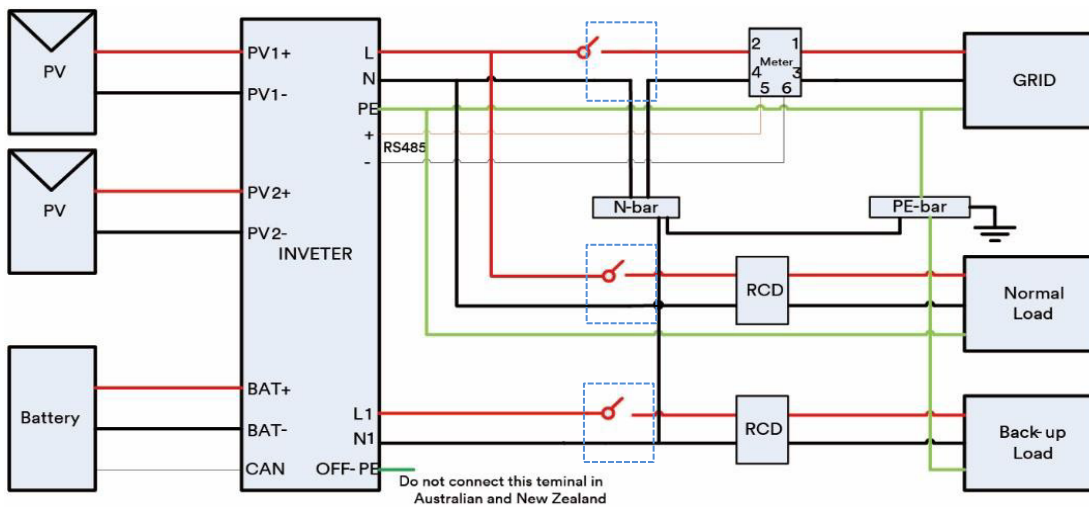 PV
PV1+
PV1-
PV
PV2+
PV2-
INVETER
Battery
BAT+
BAT-
CAN
L
N
PE
+
RS485
-
L1
N1
OFF-PE
Do not connect this teminal in
Australian and New Zealand
2 1
Meter
4 3
5 6
GRID
N-bar
PE-bar
RCD
Normal
Load
RCD
Back-up
Load